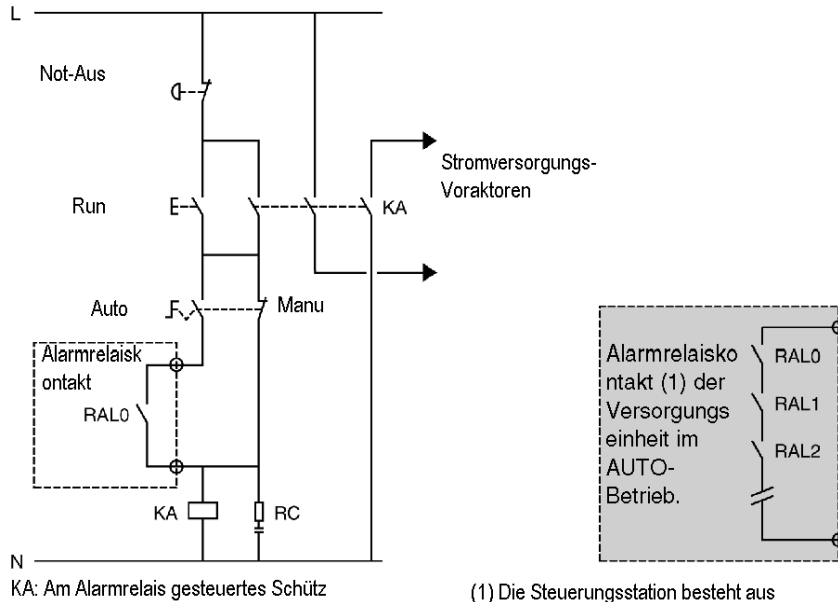 L
Not-Aus
Stromversorgungs-
Voraktoren
Run
KA
Auto
Manu
Alarmrelaisk
ontakt
RAL0
KA
RC
N
KA: Am Alarmrelais gesteuertes Schütz
Alarmrelaisko
ntakt (1) der
Versorgungs
einheit im
AUTO-
Betrieb.
RAL0
RAL1
RAL2
(1) Die Steuerungsstation besteht aus